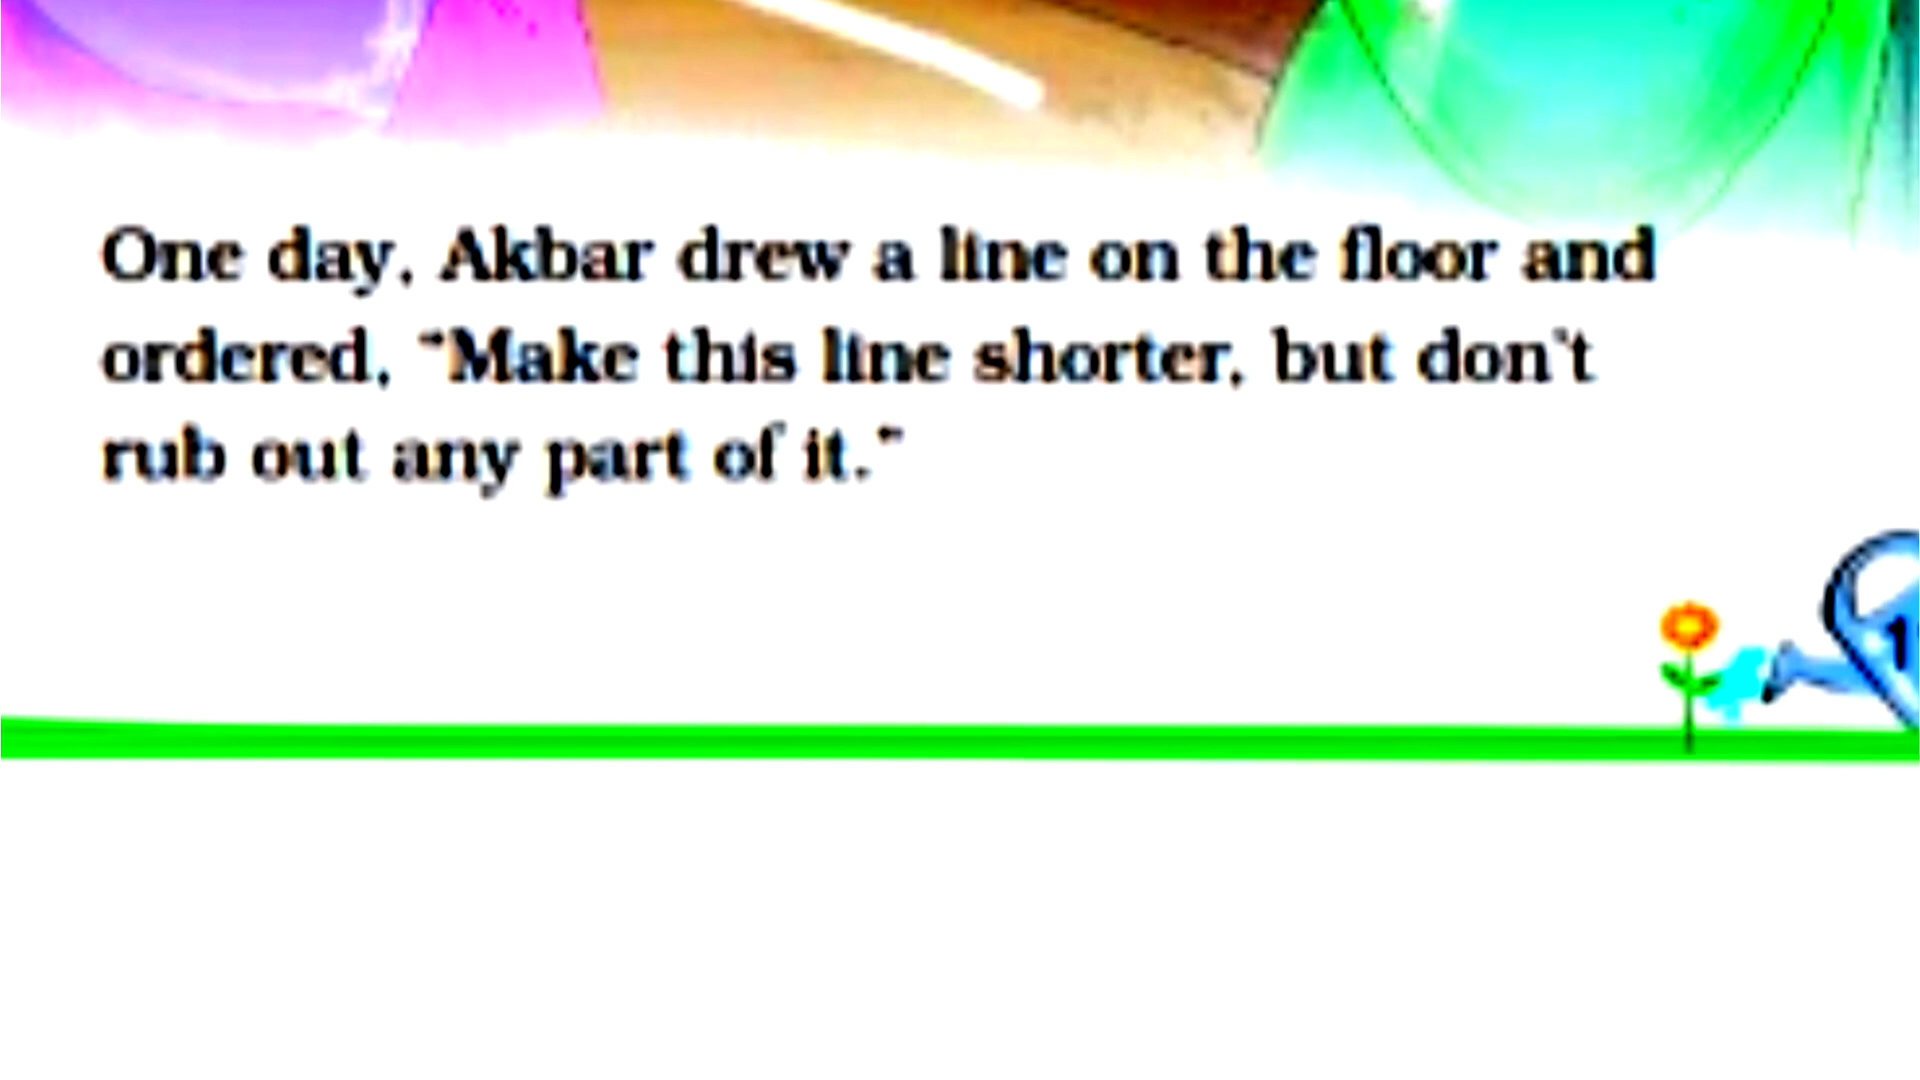 One day, Akbar drew a line on the floor and
ordered, "Make this line shorter, but don't
rub out any part of it."
1